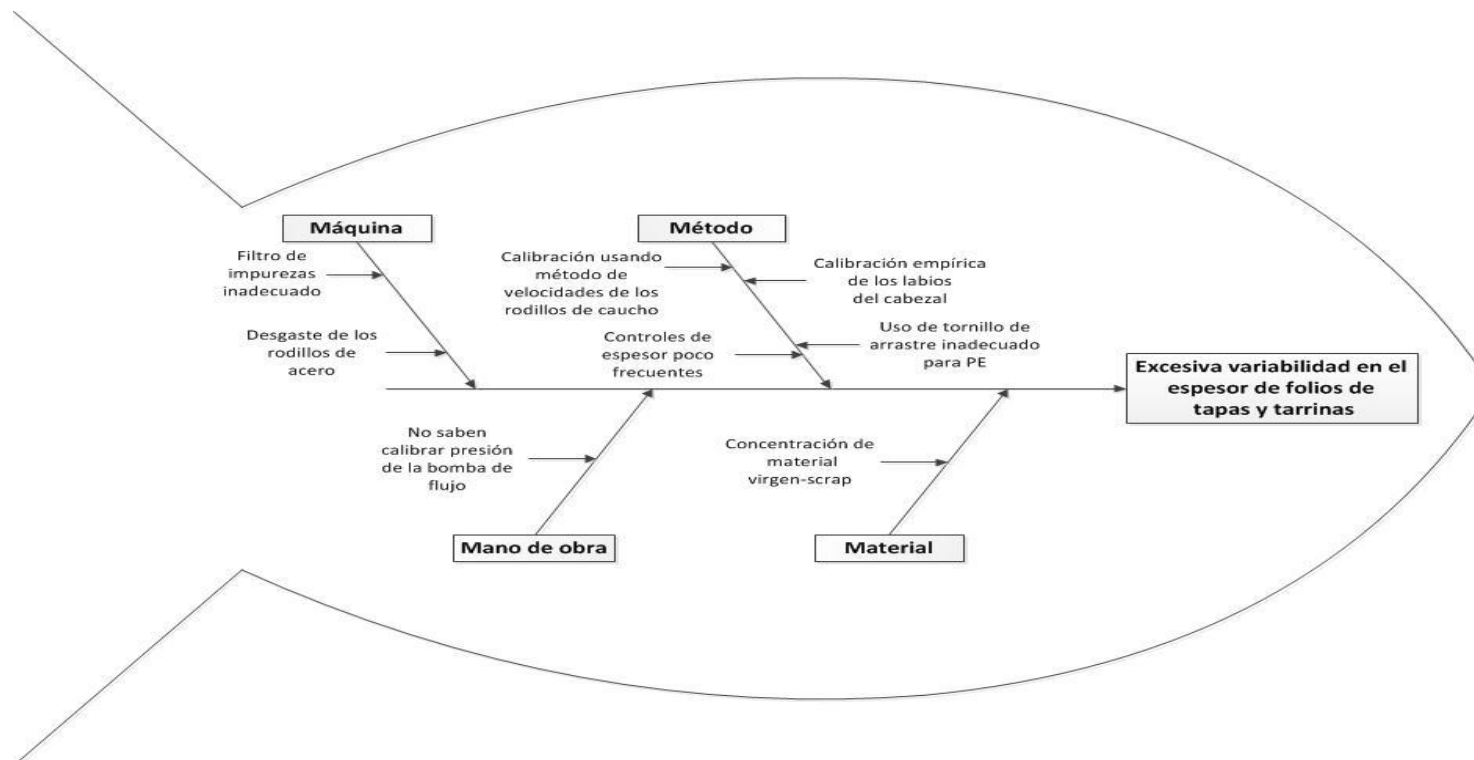 Máquina
Filtro de
impurezas
inadecuado
Desgaste de los
rodillos de
acero
Método
Calibración usando
método de
velocidades de los
rodillos de caucho
Calibración empírica
de los labios
del cabezal
Controles de
espesor poco
frecuentes
Uso de tornillo de
arrastre inadecuado
para PE
Excesiva variabilidad en el
espesor de folios de
tapas y tarrinas
No saben
calibrar presión
de la bomba de
flujo
Mano de obra
Concentración de
material
virgen-scrap
Material